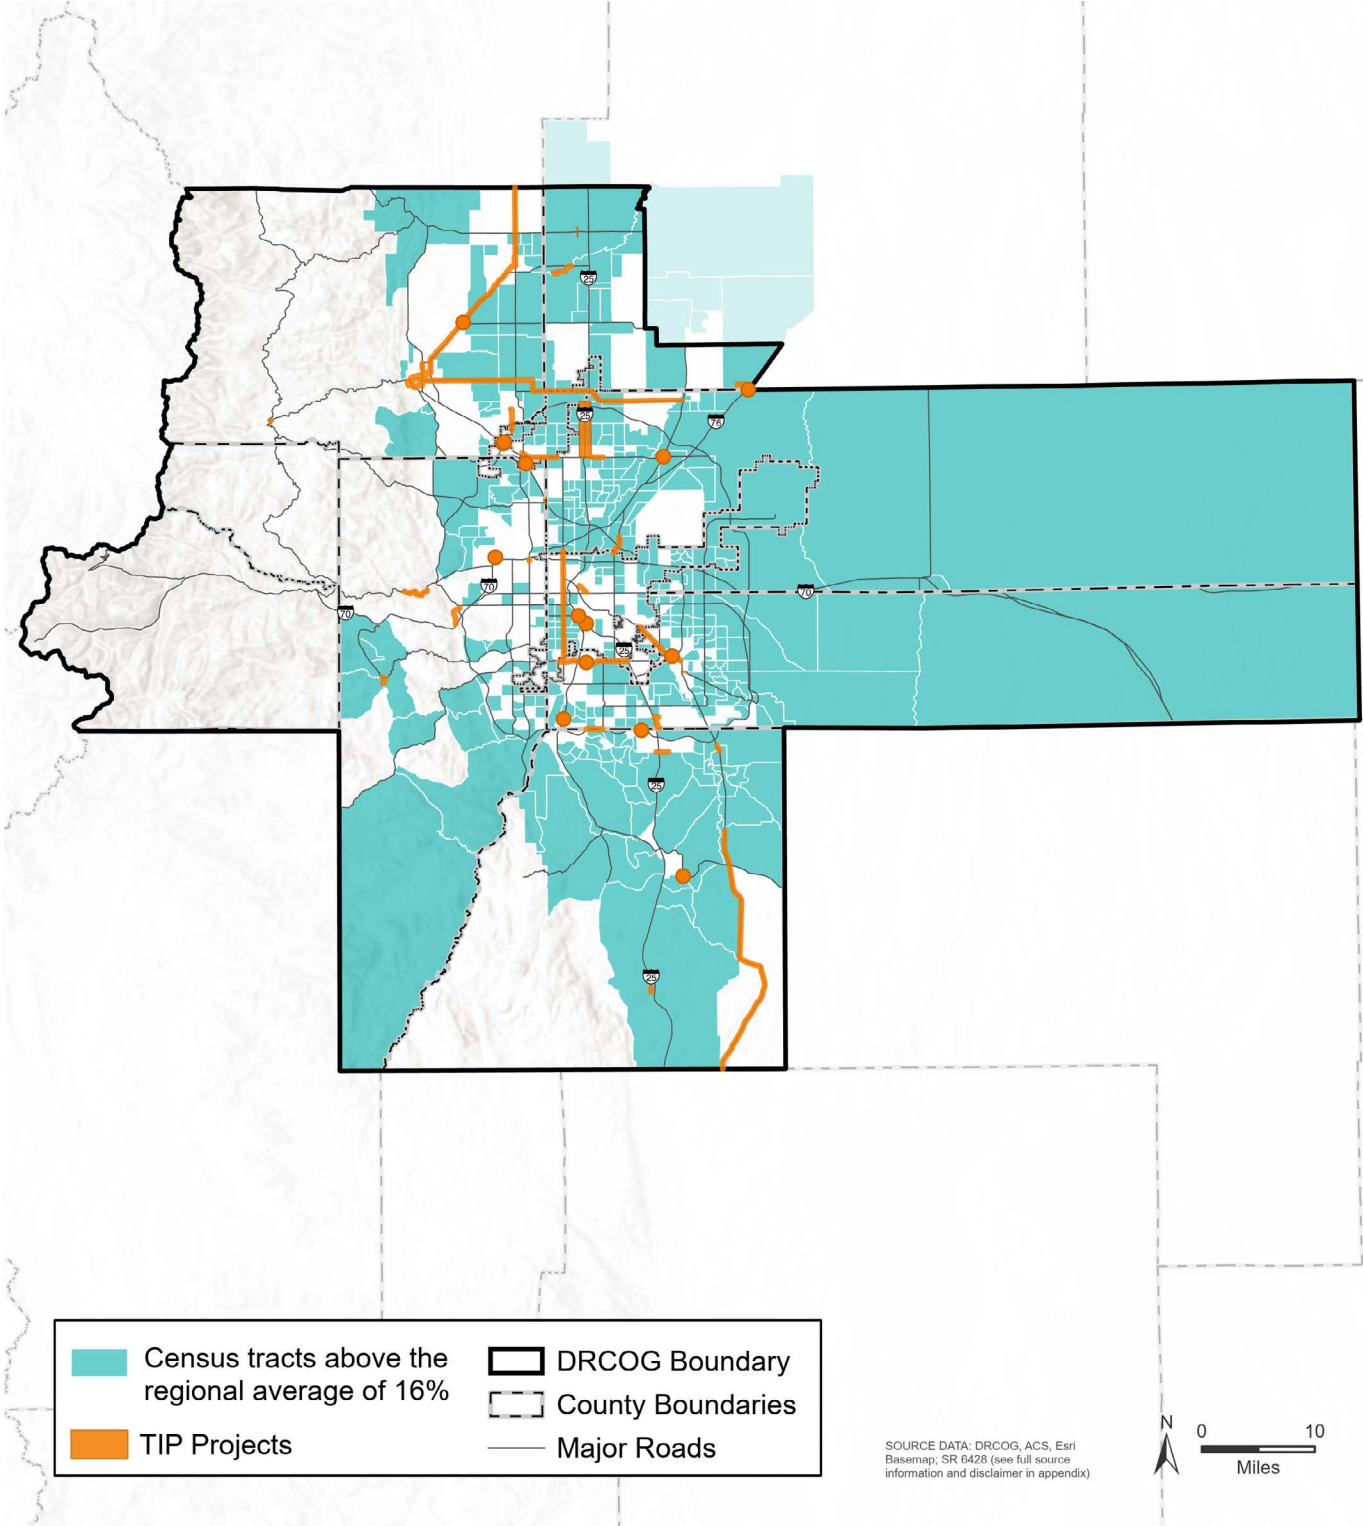 25
25
76
70
70
70
25
25
25
Census tracts above the
regional average of 16%
TIP Projects
DRCOG Boundary
County Boundaries
Major Roads
SOURCE DATA: DRCOG, ACS, Esri
Basemap; SR 6428 (see full source
information and disclaimer in appendix)
N
0 10
Miles